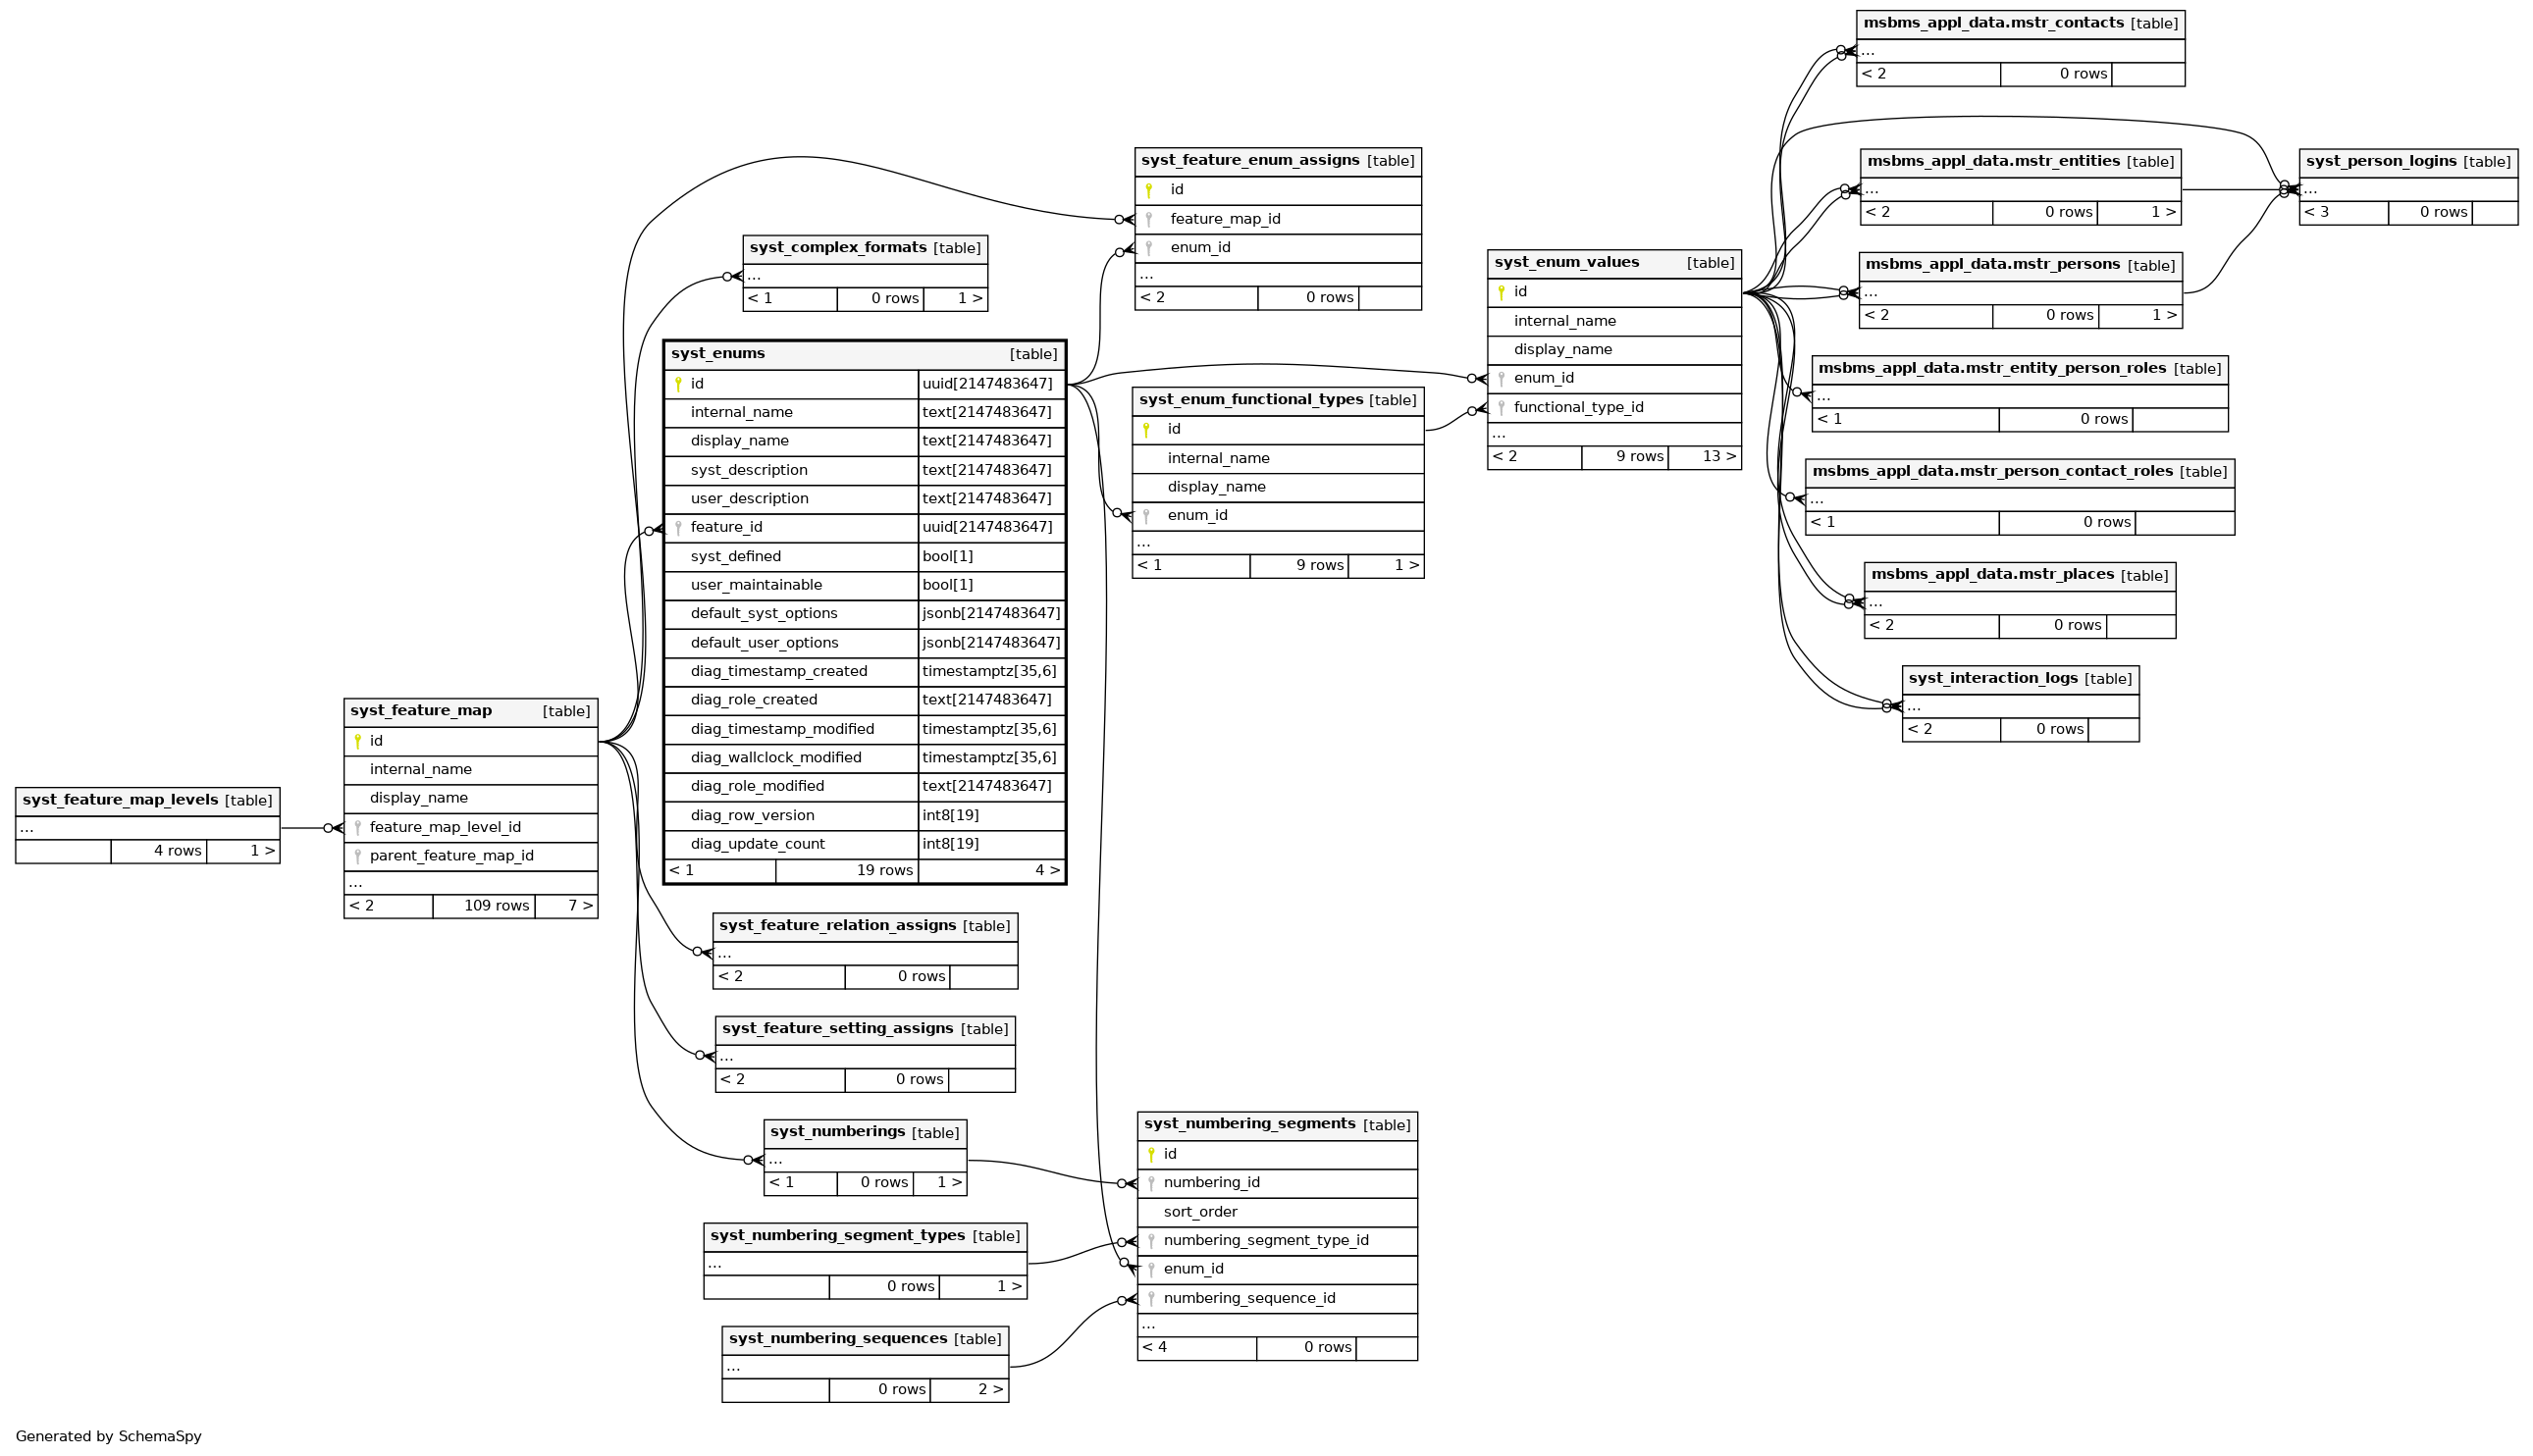 msbms_appl_data.mstr_contacts [table]
...
< 2 0 rows
syst_feature_enum_assigns [table]
id
feature_map_id
enum_id
...
< 2 0 rows
msbms_appl_data.mstr_entities [table]
...
< 2 0 rows 1 >
syst_person_logins [table]
...
< 3 0 rows
syst_complex_formats [table]
...
< 1 0 rows 1 >
syst_enum_values [table]
id
internal_name
display_name
enum_id
functional_type_id
...
< 2 9 rows 13 >
msbms_appl_data.mstr_persons [table]
...
< 2 0 rows 1 >
syst_enums [table]
id uuid[2147483647]
internal_name text[2147483647]
display_name text[2147483647]
syst_description text[2147483647]
user_description text[2147483647]
feature_id uuid[2147483647]
syst_defined bool[1]
user_maintainable bool[1]
default_syst_options jsonb[2147483647]
default_user_options jsonb[2147483647]
diag_timestamp_created timestamptz[35,6]
diag_role_created text[2147483647]
diag_timestamp_modified timestamptz[35,6]
diag_wallclock_modified timestamptz[35,6]
diag_role_modified text[2147483647]
diag_row_version int8[19]
diag_update_count int8[19]
< 1 19 rows 4 >
syst_enum_functional_types [table]
id
internal_name
display_name
enum_id
...
< 1 9 rows 1 >
msbms_appl_data.mstr_entity_person_roles [table]
...
< 1 0 rows
msbms_appl_data.mstr_person_contact_roles [table]
...
< 1 0 rows
msbms_appl_data.mstr_places [table]
...
< 2 0 rows
syst_interaction_logs [table]
...
< 2 0 rows
syst_feature_map [table]
id
internal_name
display_name
feature_map_level_id
parent_feature_map_id
...
< 2 109 rows 7 >
syst_feature_map_levels [table]
...
4 rows 1 >
syst_feature_relation_assigns [table]
...
< 2 0 rows
syst_feature_setting_assigns [table]
...
< 2 0 rows
syst_numberings [table]
...
< 1 0 rows 1 >
syst_numbering_segments [table]
id
numbering_id
sort_order
numbering_segment_type_id
enum_id
numbering_sequence_id
...
< 4 0 rows
syst_numbering_segment_types [table]
...
0 rows 1 >
syst_numbering_sequences [table]
...
0 rows 2 >
Generated by SchemaSpy